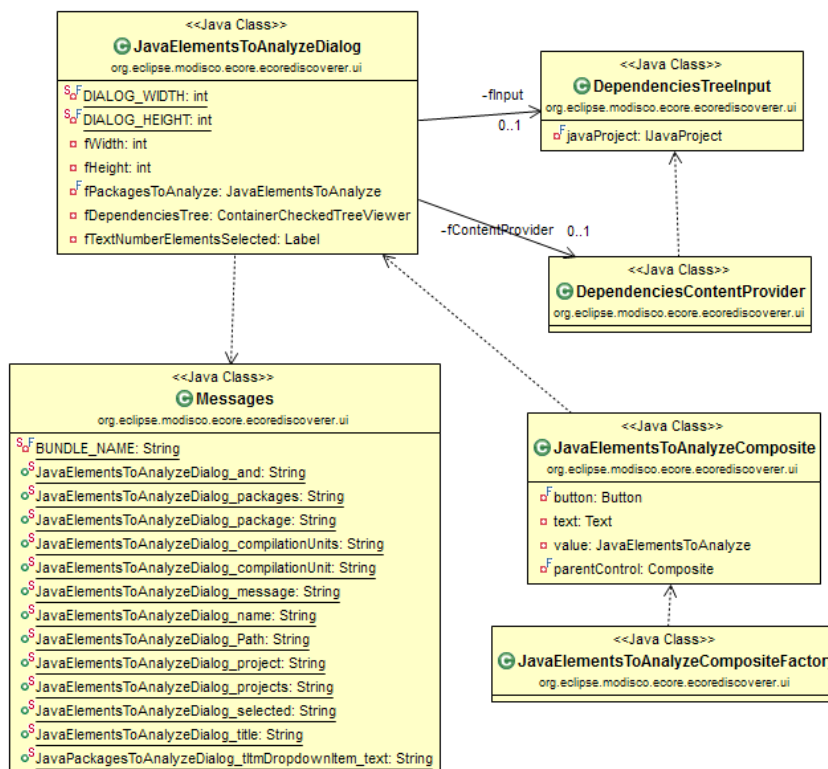 <<Java Class>>
JavaElementsToAnalyzeDialog
org.eclipse.modisco.ecore.ecorediscoverer.ui
DIALOG_WIDTH: int
DIALOG_HEIGHT: int
fWidth: int
fHeight: int
fPackagesToAnalyze: JavaElementsToAnalyze
fDependenciesTree: ContainerCheckedTreeViewer
fTextNumberElementsSelected: Label
-fInput
0..1
<<Java Class>>
DependenciesTreeInput
org.eclipse.modisco.ecore.ecorediscoverer.ui
javaProject: IJavaProject
-fContentProvider
0..1
<<Java Class>>
DependenciesContentProvider
org.eclipse.modisco.ecore.ecorediscoverer.ui
<<Java Class>>
Messages
org.eclipse.modisco.ecore.ecorediscoverer.ui
BUNDLE_NAME: String
JavaElementsToAnalyzeDialog_and: String
JavaElementsToAnalyzeDialog_packages: String
JavaElementsToAnalyzeDialog_package: String
JavaElementsToAnalyzeDialog_compilationUnits: String
JavaElementsToAnalyzeDialog_compilationUnit: String
JavaElementsToAnalyzeDialog_message: String
JavaElementsToAnalyzeDialog_name: String
JavaElementsToAnalyzeDialog_Path: String
JavaElementsToAnalyzeDialog_project: String
JavaElementsToAnalyzeDialog_projects: String
JavaElementsToAnalyzeDialog_selected: String
JavaElementsToAnalyzeDialog_title: String
JavaPackagesToAnalyzeDialog_tltmDropdownItem_text: String
<<Java Class>>
JavaElementsToAnalyzeComposite
org.eclipse.modisco.ecore.ecorediscoverer.ui
button: Button
text: Text
value: JavaElementsToAnalyze
parentControl: Composite
<<Java Class>>
JavaElementsToAnalyzeCompositeFactory
org.eclipse.modisco.ecore.ecorediscoverer.ui